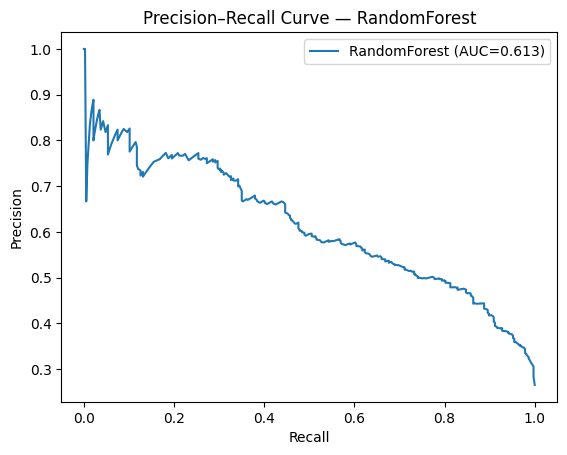 Precision–Recall Curve — RandomForest
RandomForest (AUC=0.613)
1.0
0.9
0.8
0.7
0.6
0.5
0.4
0.3
Precision
0.0 0.2 0.4 0.6 0.8 1.0
Recall